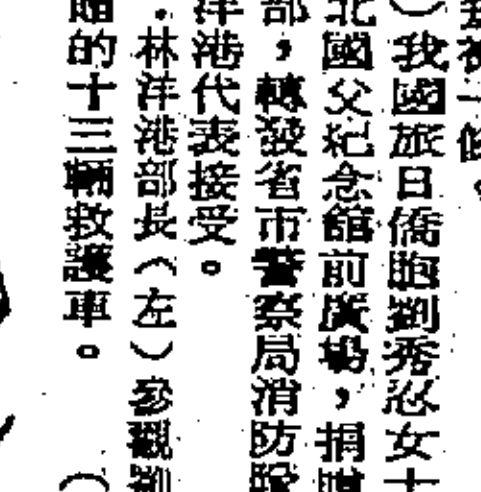 ）我國旅日僑胞劉秀忍女士
北國父紀念館前廣場，捐贈
部，轉發省市警察局消防隊
洋港代表接受。
．林洋港部長（左）參觀劉
贈的十三輛救護車。（